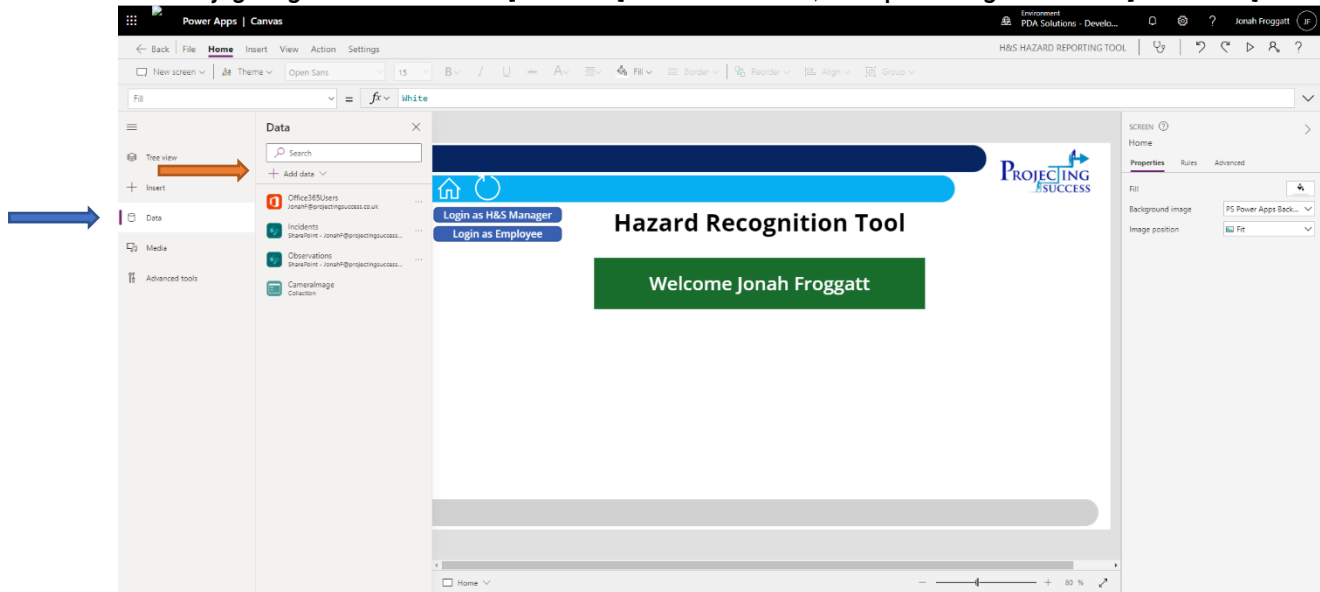 Power Apps | Canvas
Environment
PDA Solutions - Develo...
?
Jonah Froggatt
JF
Back
File
Home
Insert
View
Action
Settings
H&S HAZARD REPORTING TOOL
?
New screen
Theme
Open Sans
15
B
/
U
abc
A
Fill
Border
Reorder
Align
Group
Fill
=
fx
White
Tree view
Insert
Data
Media
Advanced tools
Data
Search
Add data
Office365Users
JonahF@projectingsuccess.co.uk
Incidents
SharePoint - JonahF@projectingsuccess...
Observations
SharePoint - JonahF@projectingsuccess...
CameraImage
Collection
PROJECTING
SUCCESS
Login as H&S Manager
Login as Employee
Hazard Recognition Tool
Welcome Jonah Froggatt
SCREEN
Home
Properties
Rules
Advanced
Fill
Background image
PS Power Apps Back...
Image position
Fit
Home
80 %